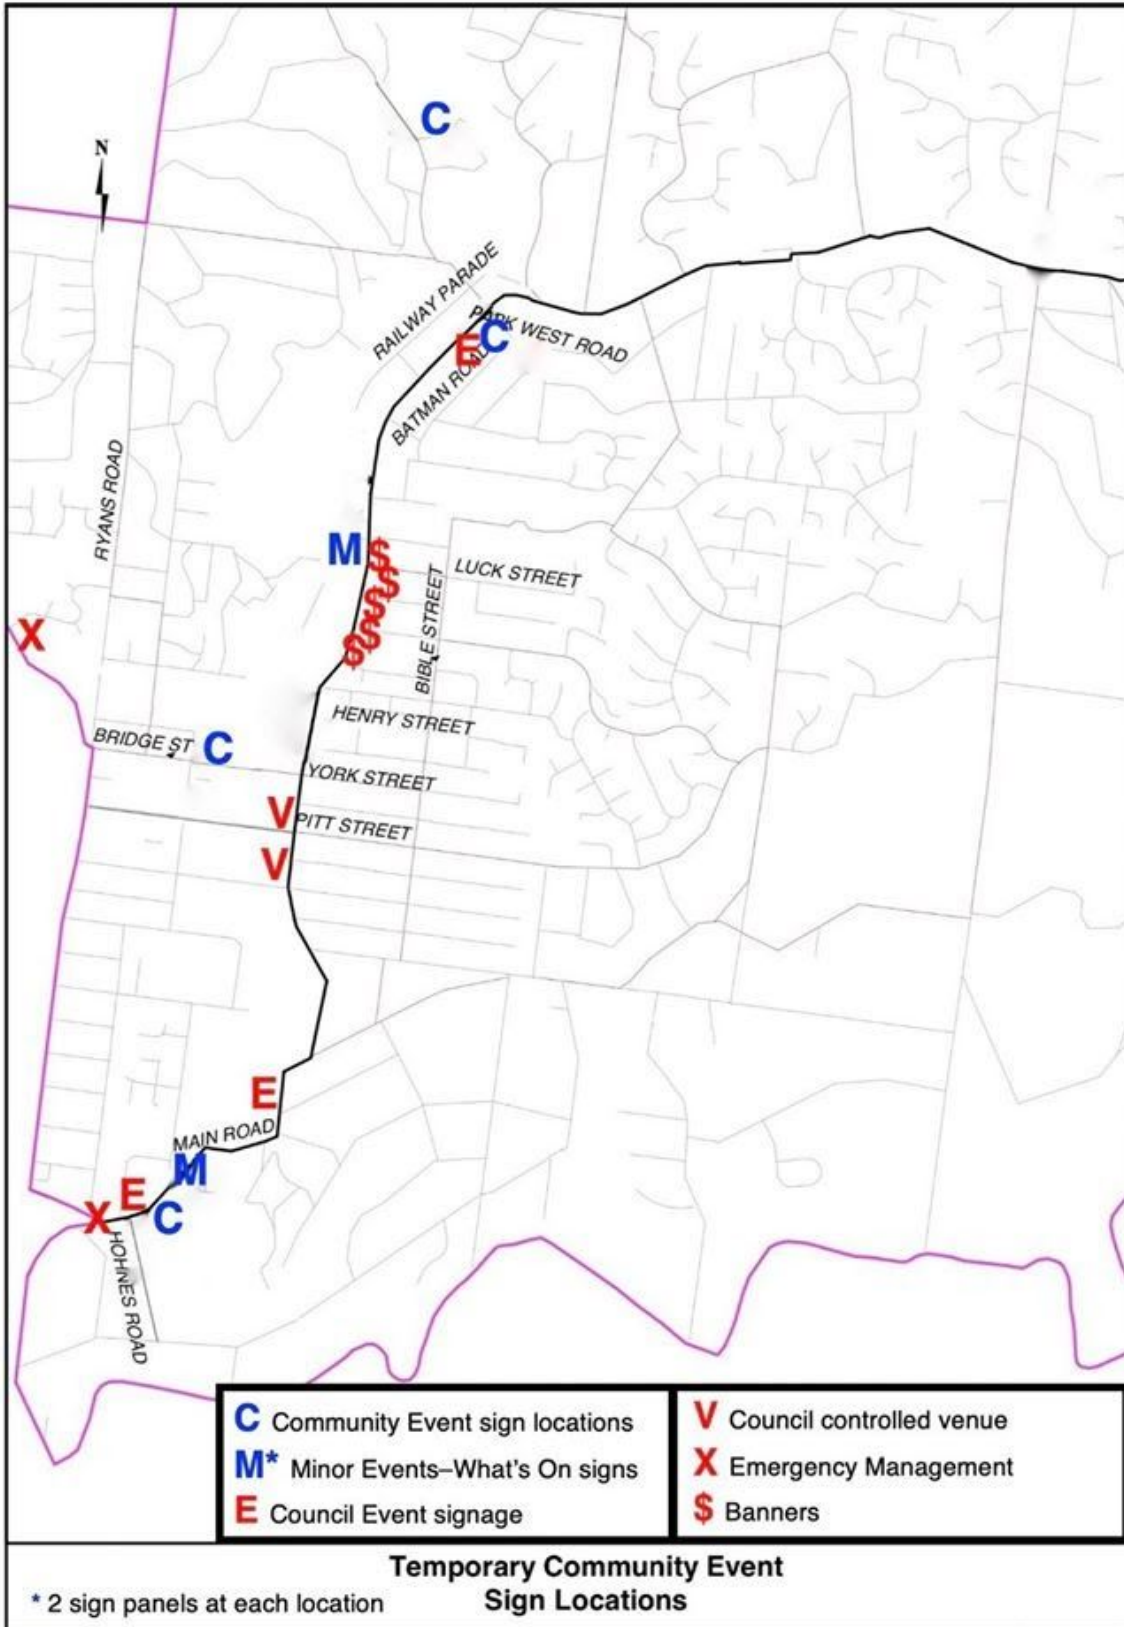 C
N
RAILWAY PARADE
PARK WEST ROAD
C
E
BATMAN ROAD
RYANS ROAD
M
$
$
$
$
$
LUCK STREET
BIBLE STREET
X
HENRY STREET
BRIDGE ST
C
YORK STREET
V
PITT STREET
V
E
MAIN ROAD
M
E
C
X
HOHNES ROAD
C Community Event sign locations
M* Minor Events–What's On signs
E Council Event signage
V Council controlled venue
X Emergency Management
$ Banners
Temporary Community Event
Sign Locations
* 2 sign panels at each location